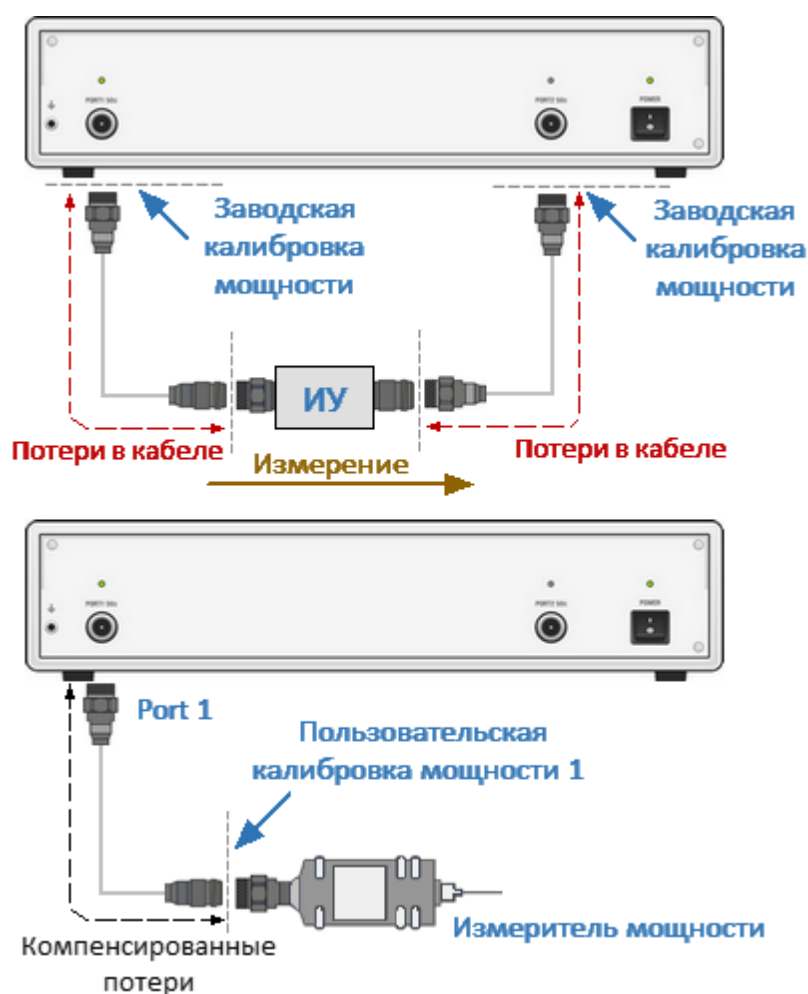 PORT1 50Ω
PORT2 50Ω
POWER
Заводская
калибровка
мощности
Заводская
калибровка
мощности
ИУ
Потери в кабеле
Потери в кабеле
Измерение
PORT1 50Ω
PORT2 50Ω
POWER
Port 1
Пользовательская
калибровка мощности 1
Измеритель мощности
Компенсированные
потери